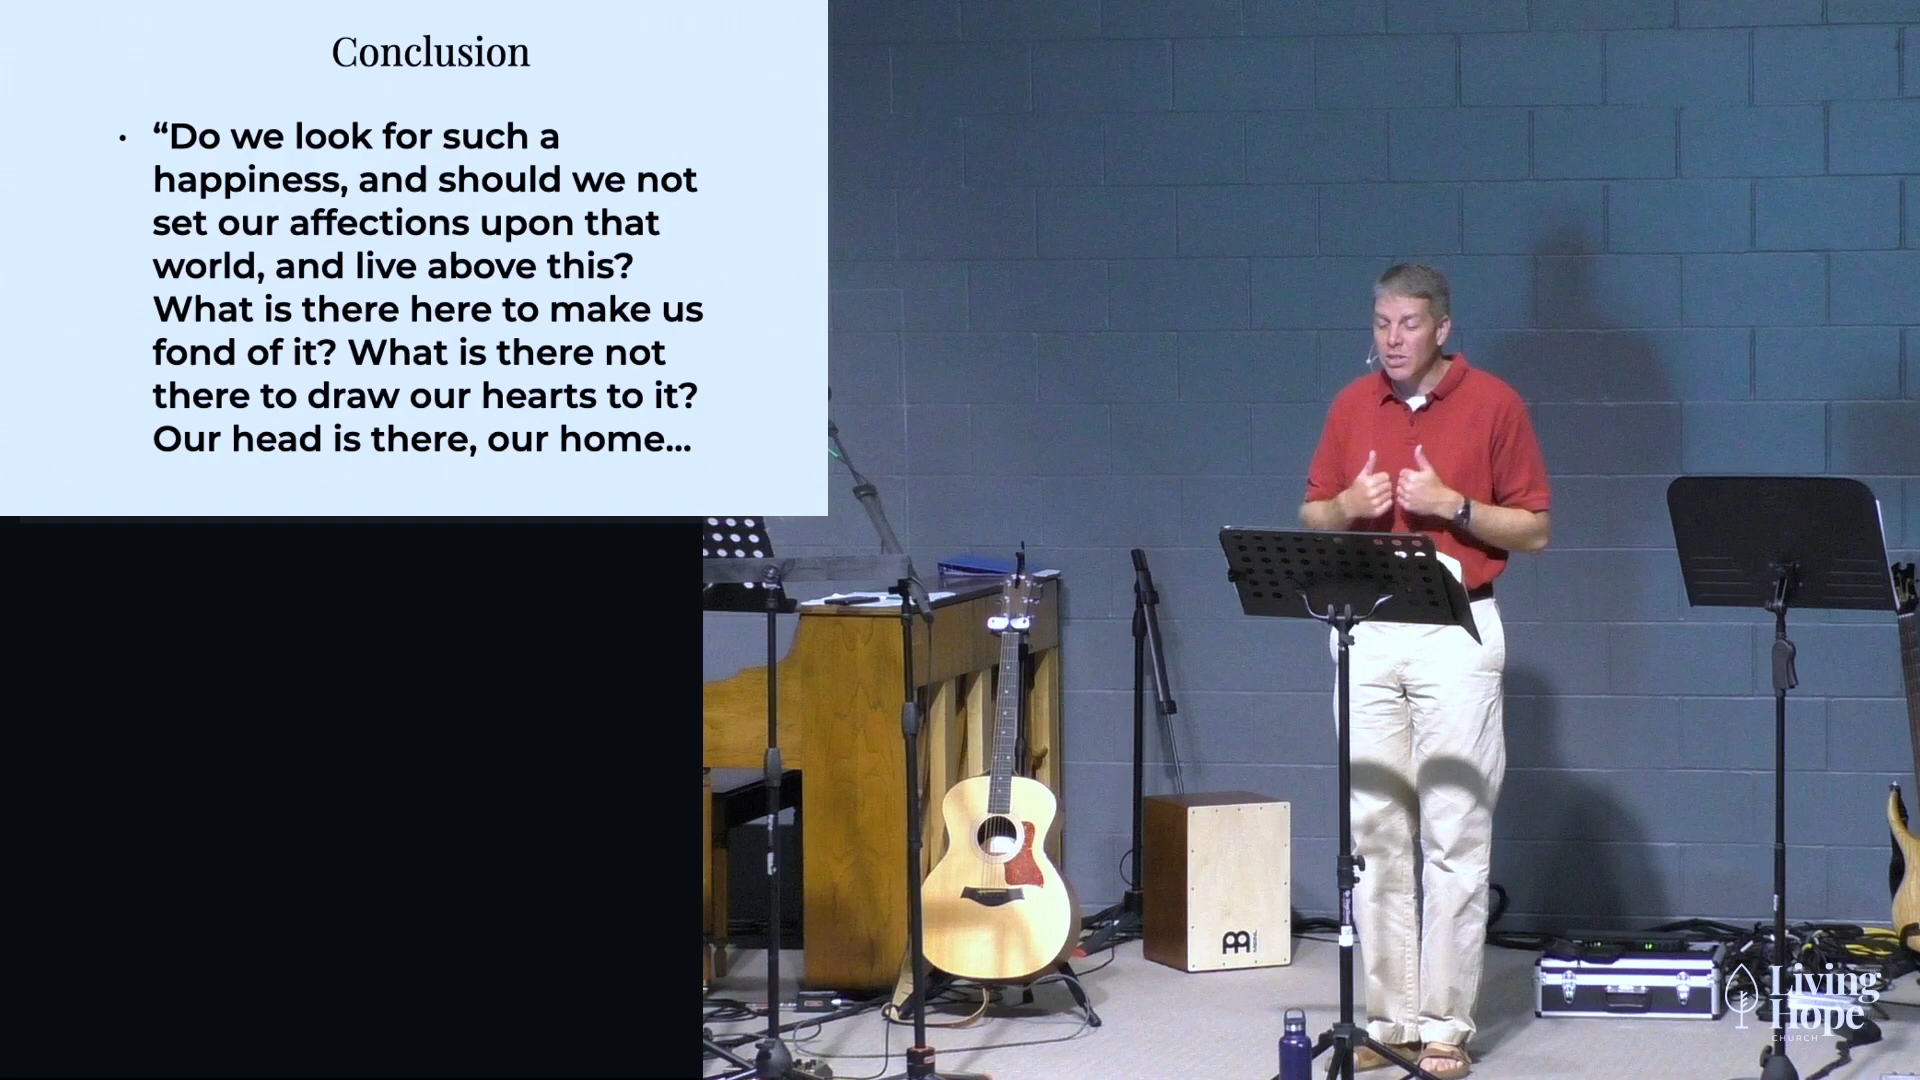 Conclusion
• “Do we look for such a
happiness, and should we not
set our affections upon that
world, and live above this?
What is there here to make us
fond of it? What is there not
there to draw our hearts to it?
Our head is there, our home...
Living
Hope
CHURCH